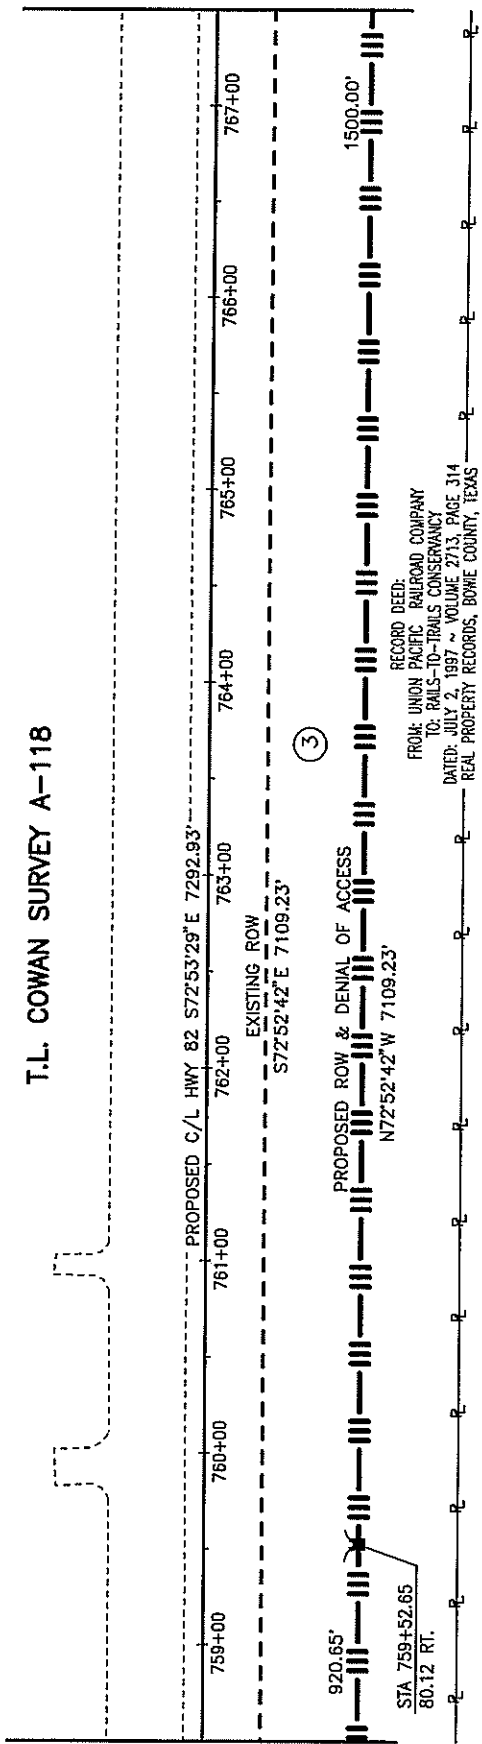 T.L. COWAN SURVEY A-118
759+00
760+00
761+00
762+00
763+00
764+00
765+00
766+00
767+00
PROPOSED C/L HWY 82 S72°53'29"E 7292.93'
EXISTING ROW
S72°52'42"E 7109.23'
3
920.65'
PROPOSED ROW & DENIAL OF ACCESS
N72°52'42"W 7109.23'
1500.00'
STA 759+52.65
80.12 RT.
RECORD DEED:
FROM: UNION PACIFIC RAILROAD COMPANY
TO: RAILS-TO-TRAILS CONSERVANCY
DATED: JULY 2, 1997 ~ VOLUME 2713, PAGE 314
REAL PROPERTY RECORDS, BOWIE COUNTY, TEXAS